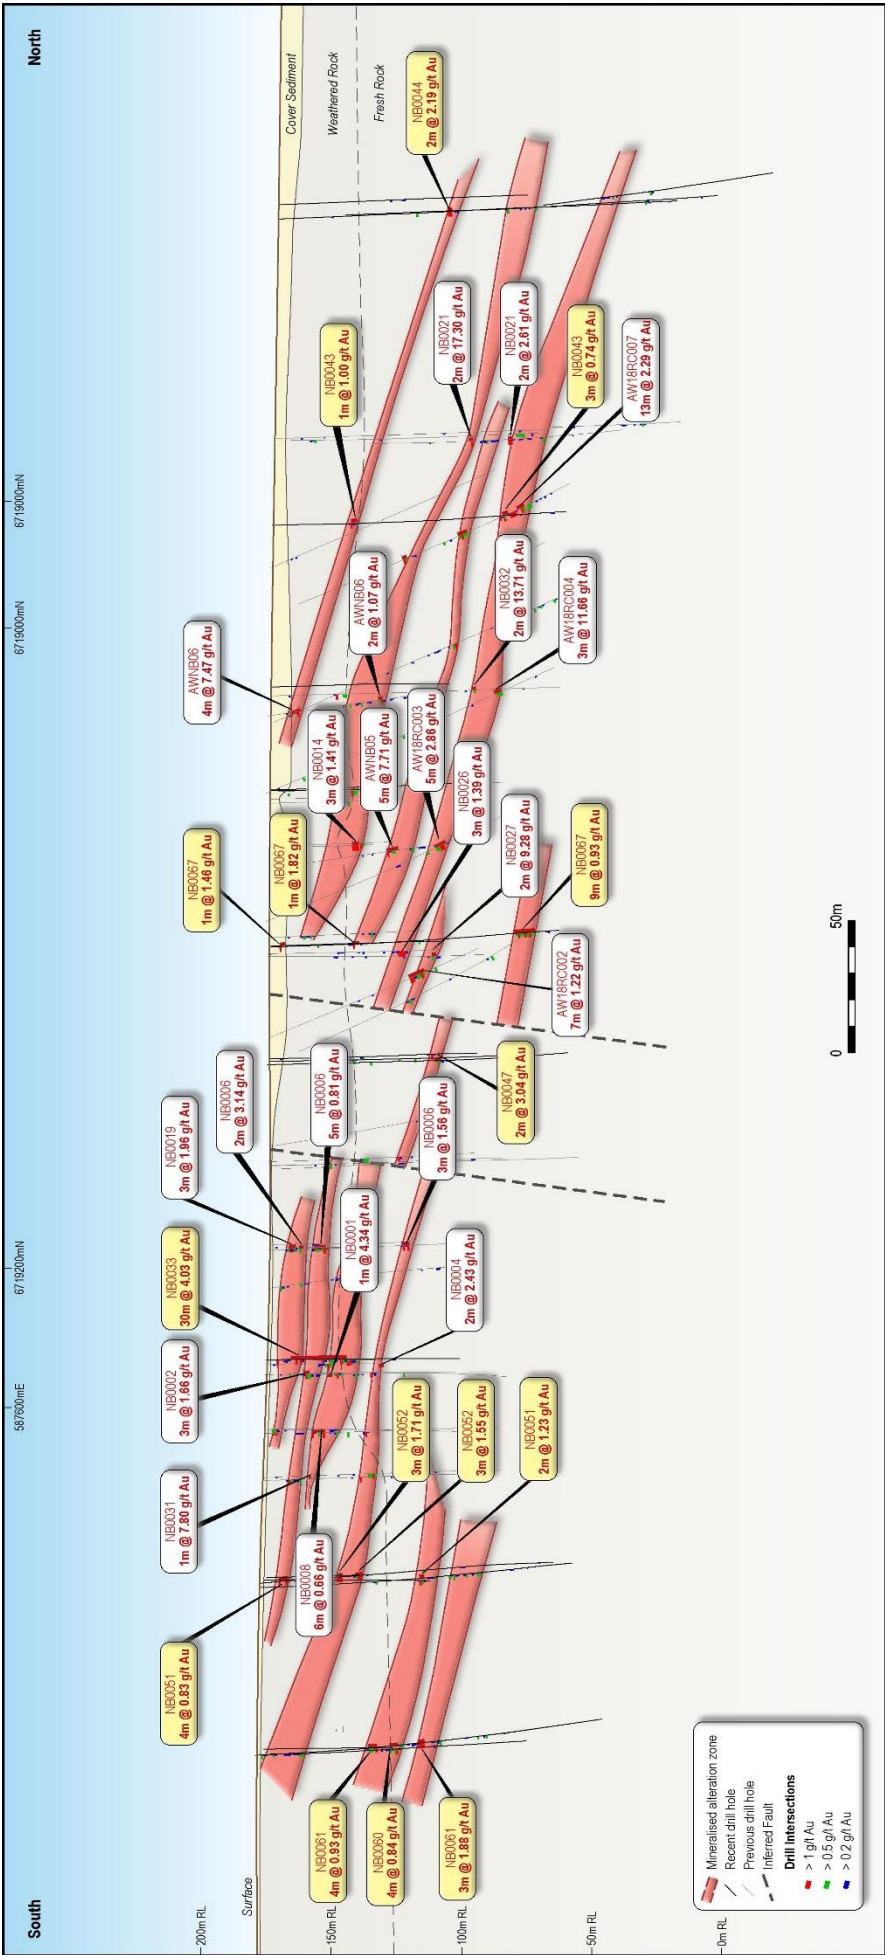 South
North
6719000mN
6719000mN
6719200mN
587600mE
200m RL
150m RL
100m RL
50m RL
0m RL
Surface
Cover Sediment
Weathered Rock
Fresh Rock
NB0051
4m @ 0.83 g/t Au
NB0031
1m @ 7.80 g/t Au
NB0002
3m @ 1.66 g/t Au
NB0033
30m @ 4.03 g/t Au
NB0019
3m @ 1.96 g/t Au
NB0006
2m @ 3.14 g/t Au
NB0006
5m @ 0.81 g/t Au
NB0001
1m @ 4.34 g/t Au
NB0006
3m @ 1.56 g/t Au
NB0004
2m @ 2.43 g/t Au
NB0008
6m @ 0.66 g/t Au
NB0052
3m @ 1.71 g/t Au
NB0052
3m @ 1.55 g/t Au
NB0051
2m @ 1.23 g/t Au
NB0061
4m @ 0.93 g/t Au
NB0060
4m @ 0.84 g/t Au
NB0061
3m @ 1.88 g/t Au
NB0047
2m @ 3.04 g/t Au
NB0067
1m @ 1.46 g/t Au
NB0067
1m @ 1.82 g/t Au
NB0014
3m @ 1.41 g/t Au
AWNB05
5m @ 7.71 g/t Au
AW18RC003
5m @ 2.86 g/t Au
NB0026
3m @ 1.39 g/t Au
NB0027
2m @ 9.28 g/t Au
NB0067
9m @ 0.93 g/t Au
AW18RC002
7m @ 1.22 g/t Au
AWNB06
4m @ 7.47 g/t Au
AWNB06
2m @ 1.07 g/t Au
NB0032
2m @ 13.71 g/t Au
AW18RC004
3m @ 11.66 g/t Au
NB0043
1m @ 1.00 g/t Au
NB0021
2m @ 17.30 g/t Au
NB0021
2m @ 2.61 g/t Au
NB0043
3m @ 0.74 g/t Au
AW18RC007
13m @ 2.29 g/t Au
NB0044
2m @ 2.19 g/t Au
0 50m
Mineralised alteration zone
Recent drill hole
Previous drill hole
Inferred Fault
Drill Intersections
> 1 g/t Au
> 0.5 g/t Au
> 0.2 g/t Au